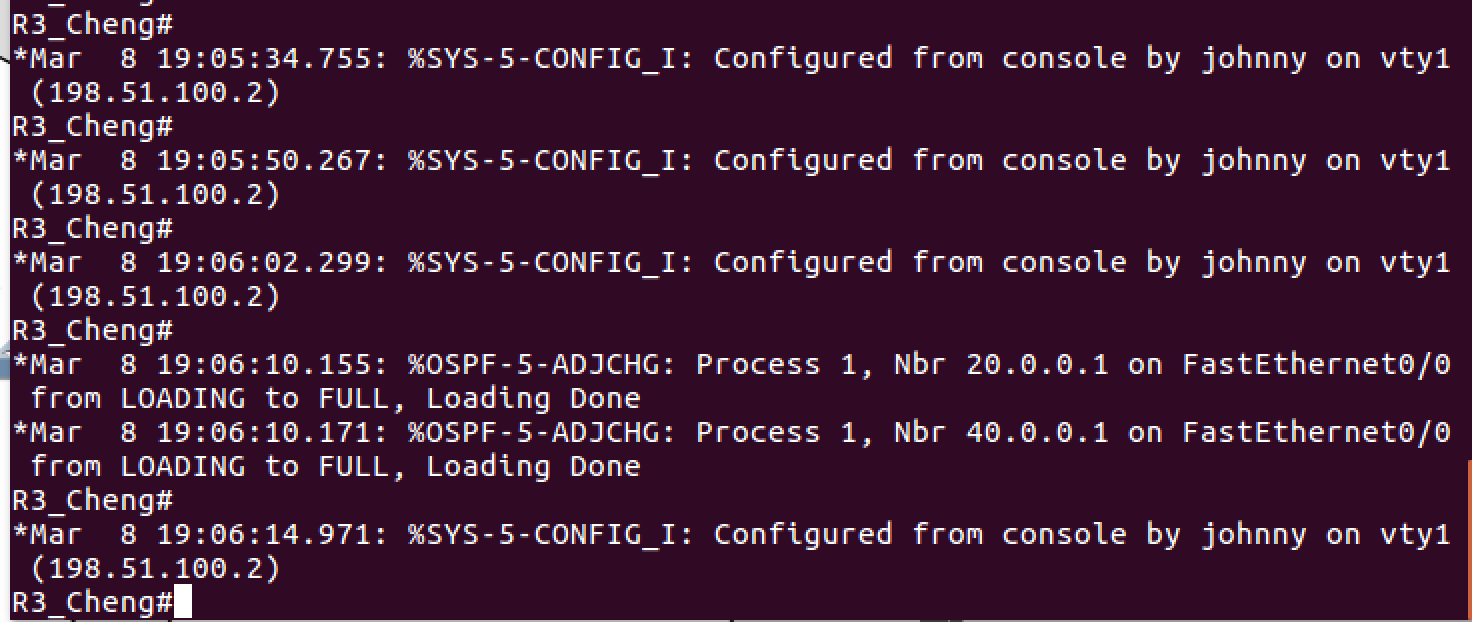 R3_Cheng#
*Mar  8 19:05:34.755: %SYS-5-CONFIG_I: Configured from console by johnny on vty1
 (198.51.100.2)
R3_Cheng#
*Mar  8 19:05:50.267: %SYS-5-CONFIG_I: Configured from console by johnny on vty1
 (198.51.100.2)
R3_Cheng#
*Mar  8 19:06:02.299: %SYS-5-CONFIG_I: Configured from console by johnny on vty1
 (198.51.100.2)
R3_Cheng#
*Mar  8 19:06:10.155: %OSPF-5-ADJCHG: Process 1, Nbr 20.0.0.1 on FastEthernet0/0
 from LOADING to FULL, Loading Done
*Mar  8 19:06:10.171: %OSPF-5-ADJCHG: Process 1, Nbr 40.0.0.1 on FastEthernet0/0
 from LOADING to FULL, Loading Done
R3_Cheng#
*Mar  8 19:06:14.971: %SYS-5-CONFIG_I: Configured from console by johnny on vty1
 (198.51.100.2)
R3_Cheng#